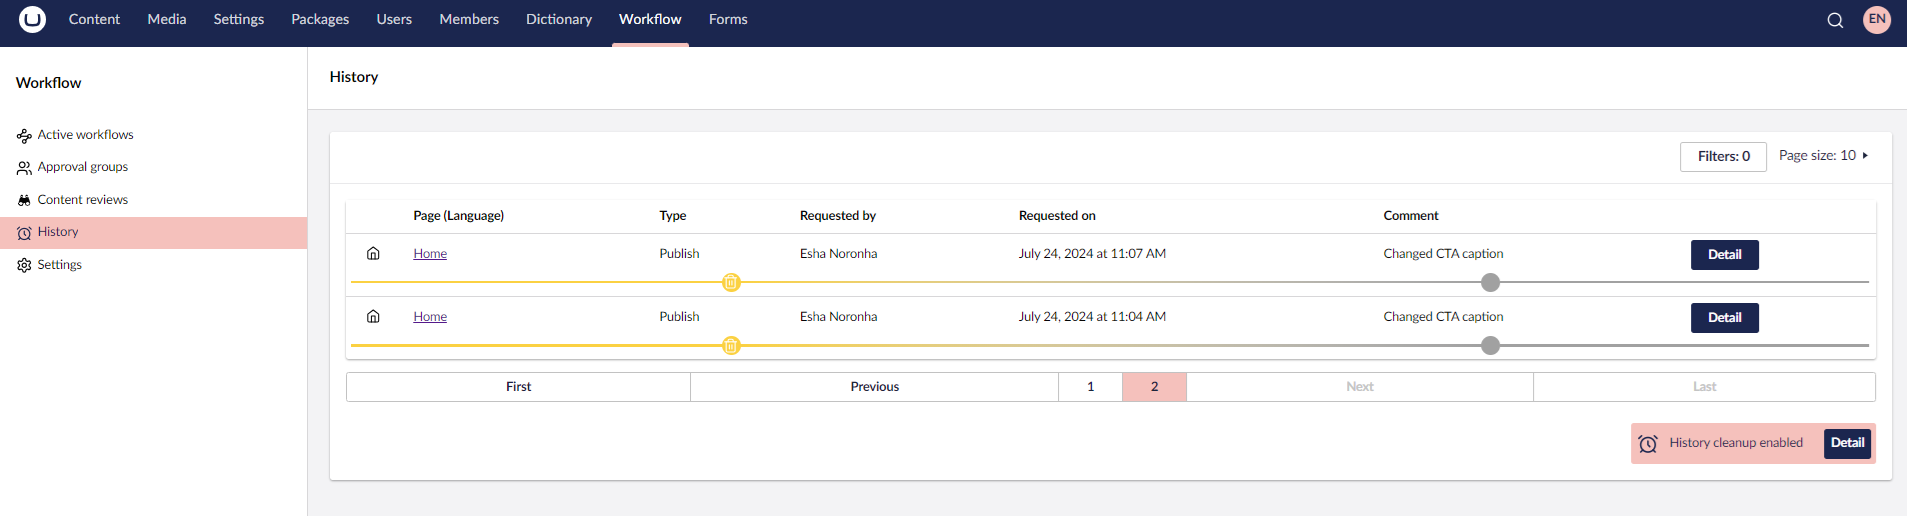 Content Media Settings Packages Users Members Dictionary Workflow Forms EN
Workflow
Active workflows
Approval groups
Content reviews
History
Settings
History
Filters: 0 Page size: 10
Page (Language) Type Requested by Requested on Comment
Home Publish Esha Noronha July 24, 2024 at 11:07 AM Changed CTA caption Detail
Home Publish Esha Noronha July 24, 2024 at 11:04 AM Changed CTA caption Detail
First Previous 1 2 Next Last
History cleanup enabled Detail